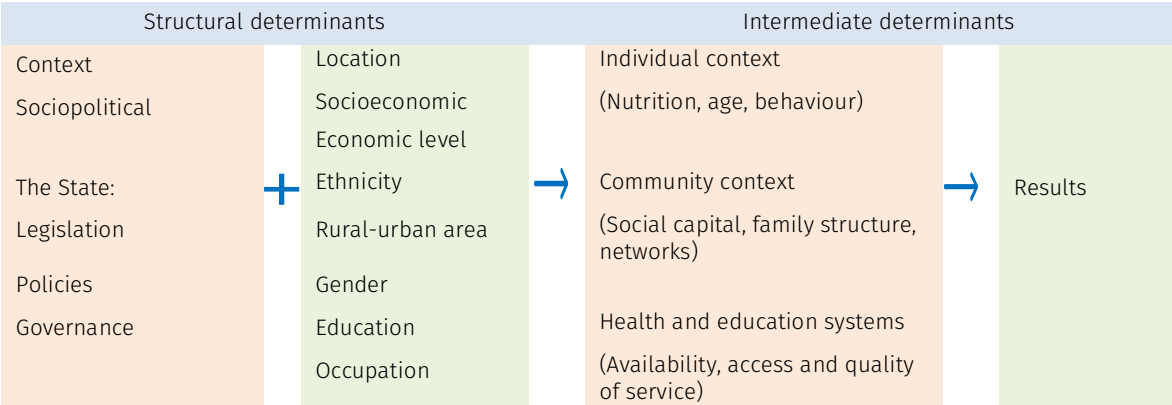 Structural determinants
Intermediate determinants
Context
Sociopolitical
The State:
Legislation
Policies
Governance
+
Location
Socioeconomic
Economic level
Ethnicity
Rural-urban area
Gender
Education
Occupation
→
Individual context
(Nutrition, age, behaviour)
Community context
(Social capital, family structure,
networks)
Health and education systems
(Availability, access and quality
of service)
→
Results